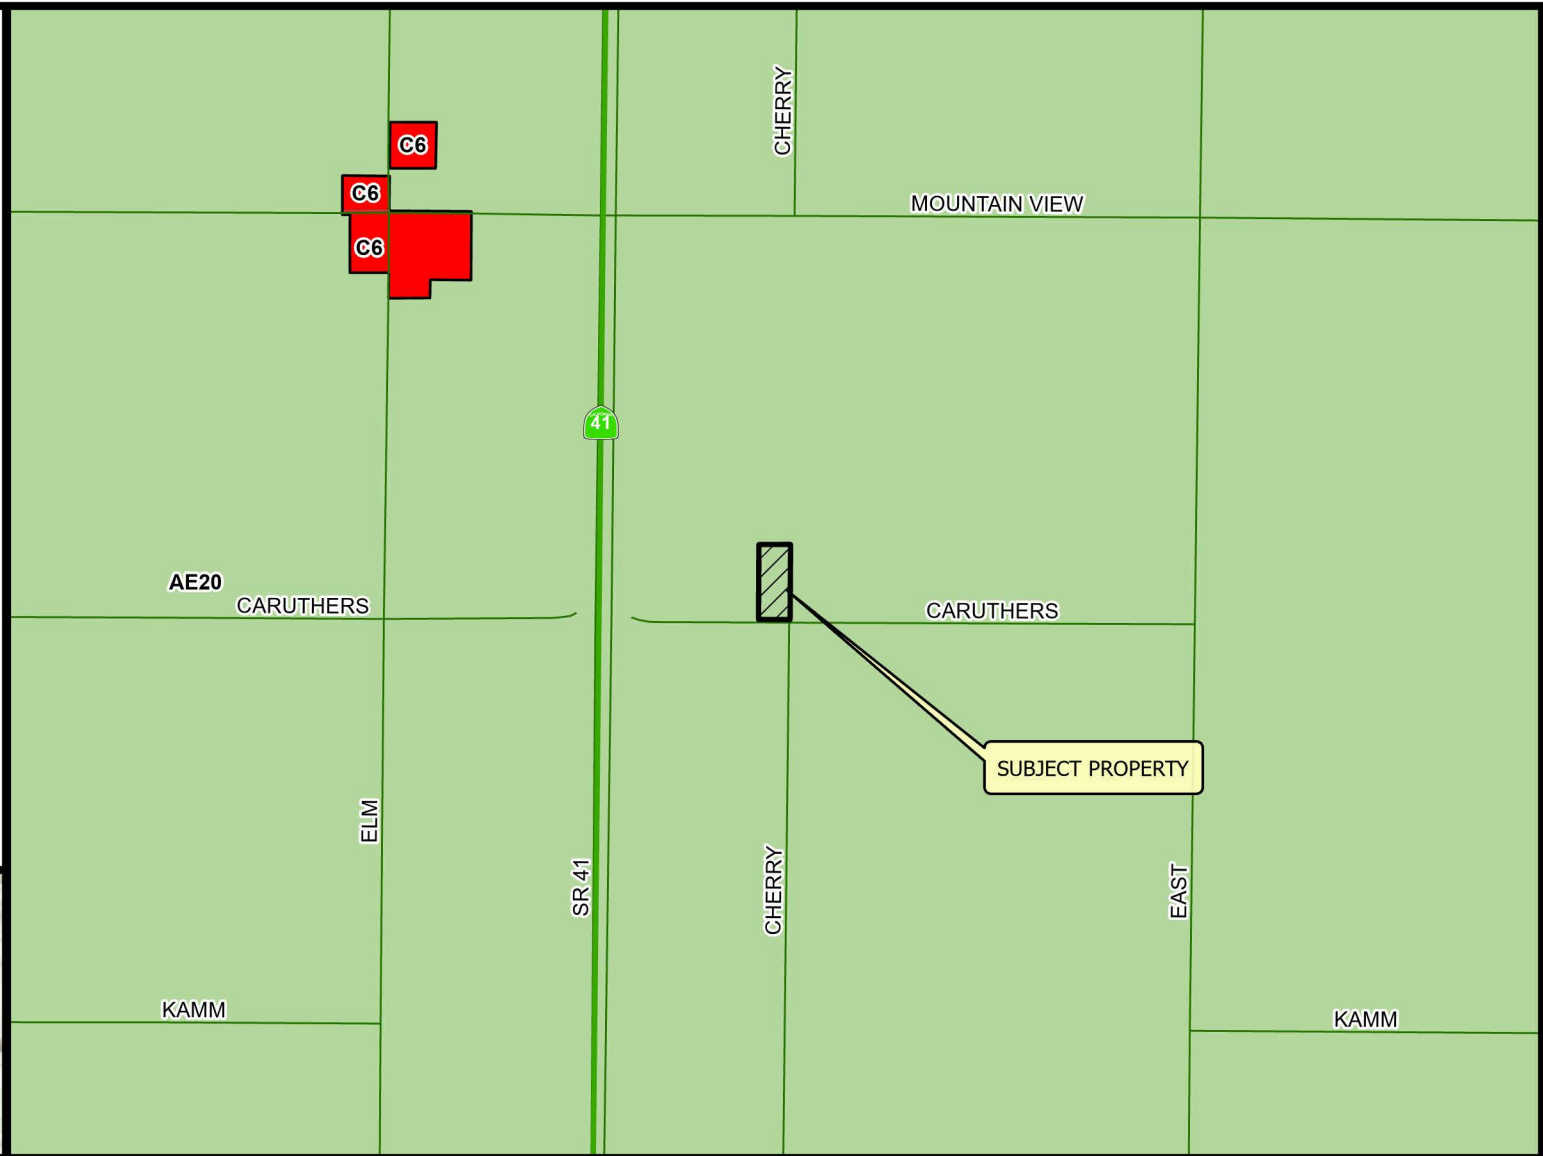 CHERRY
C6
C6
MOUNTAIN VIEW
C6
41
AE20
CARUTHERS
CARUTHERS
SUBJECT PROPERTY
ELM
SR 41
CHERRY
EAST
KAMM
KAMM